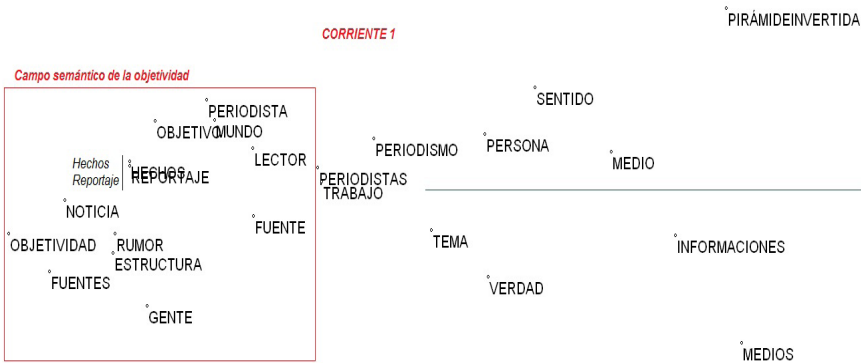 PIRÁMIDEINVERTIDA
CORRIENTE 1
Campo semántico de la objetividad
SENTIDO
PERIODISTA
OBJETIVO
MUNDO
PERIODISMO
PERSONA
LECTOR
MEDIO
Hechos
HECHOS
Reportaje
REPORTAJE
PERIODISTAS
TRABAJO
NOTICIA
FUENTE
OBJETIVIDAD
RUMOR
TEMA
INFORMACIONES
ESTRUCTURA
FUENTES
VERDAD
GENTE
MEDIOS